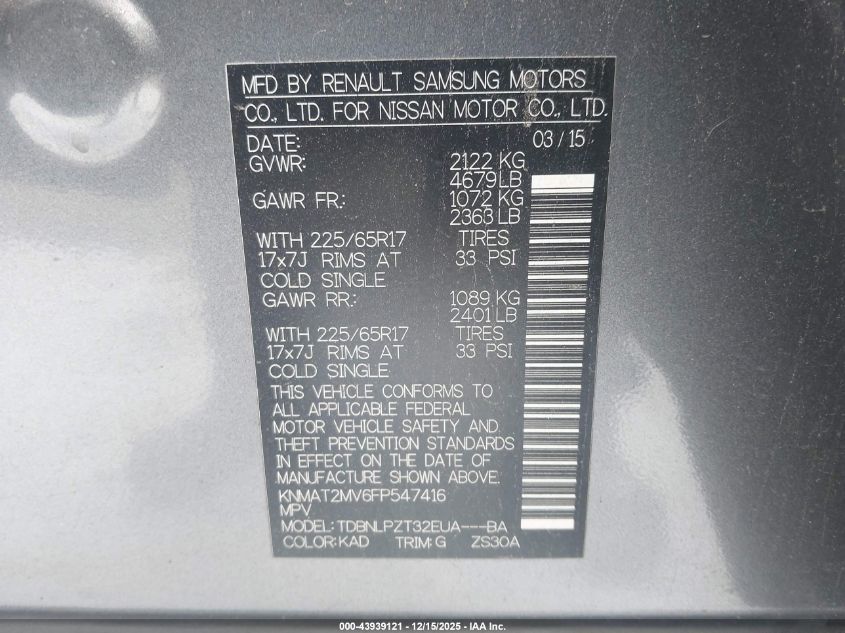 MFD BY RENAULT SAMSUNG MOTORS
CO., LTD. FOR NISSAN MOTOR CO., LTD.
DATE: 03/15
GVWR: 2122 KG
4679LB
GAWR FR.: 1072 KG
2363 LB
WITH 225/65R17 TIRES
17x7J RIMS AT 33 PSI
COLD SINGLE
GAWR RR.: 1089 KG
2401 LB
WITH 225/65R17 TIRES
17x7J RIMS AT 33 PSI
COLD SINGLE
THIS VEHICLE CONFORMS TO
ALL APPLICABLE FEDERAL
MOTOR VEHICLE SAFETY AND
THEFT PREVENTION STANDARDS
IN EFFECT ON THE DATE OF
MANUFACTURE SHOWN ABOVE.
KNMAT2MV6FP547416
MPV
MODEL:TDBNLPZT32EUA---BA
COLOR:KAD TRIM:G ZS30A
000-43939121 - 12/15/2025 - IAA Inc.